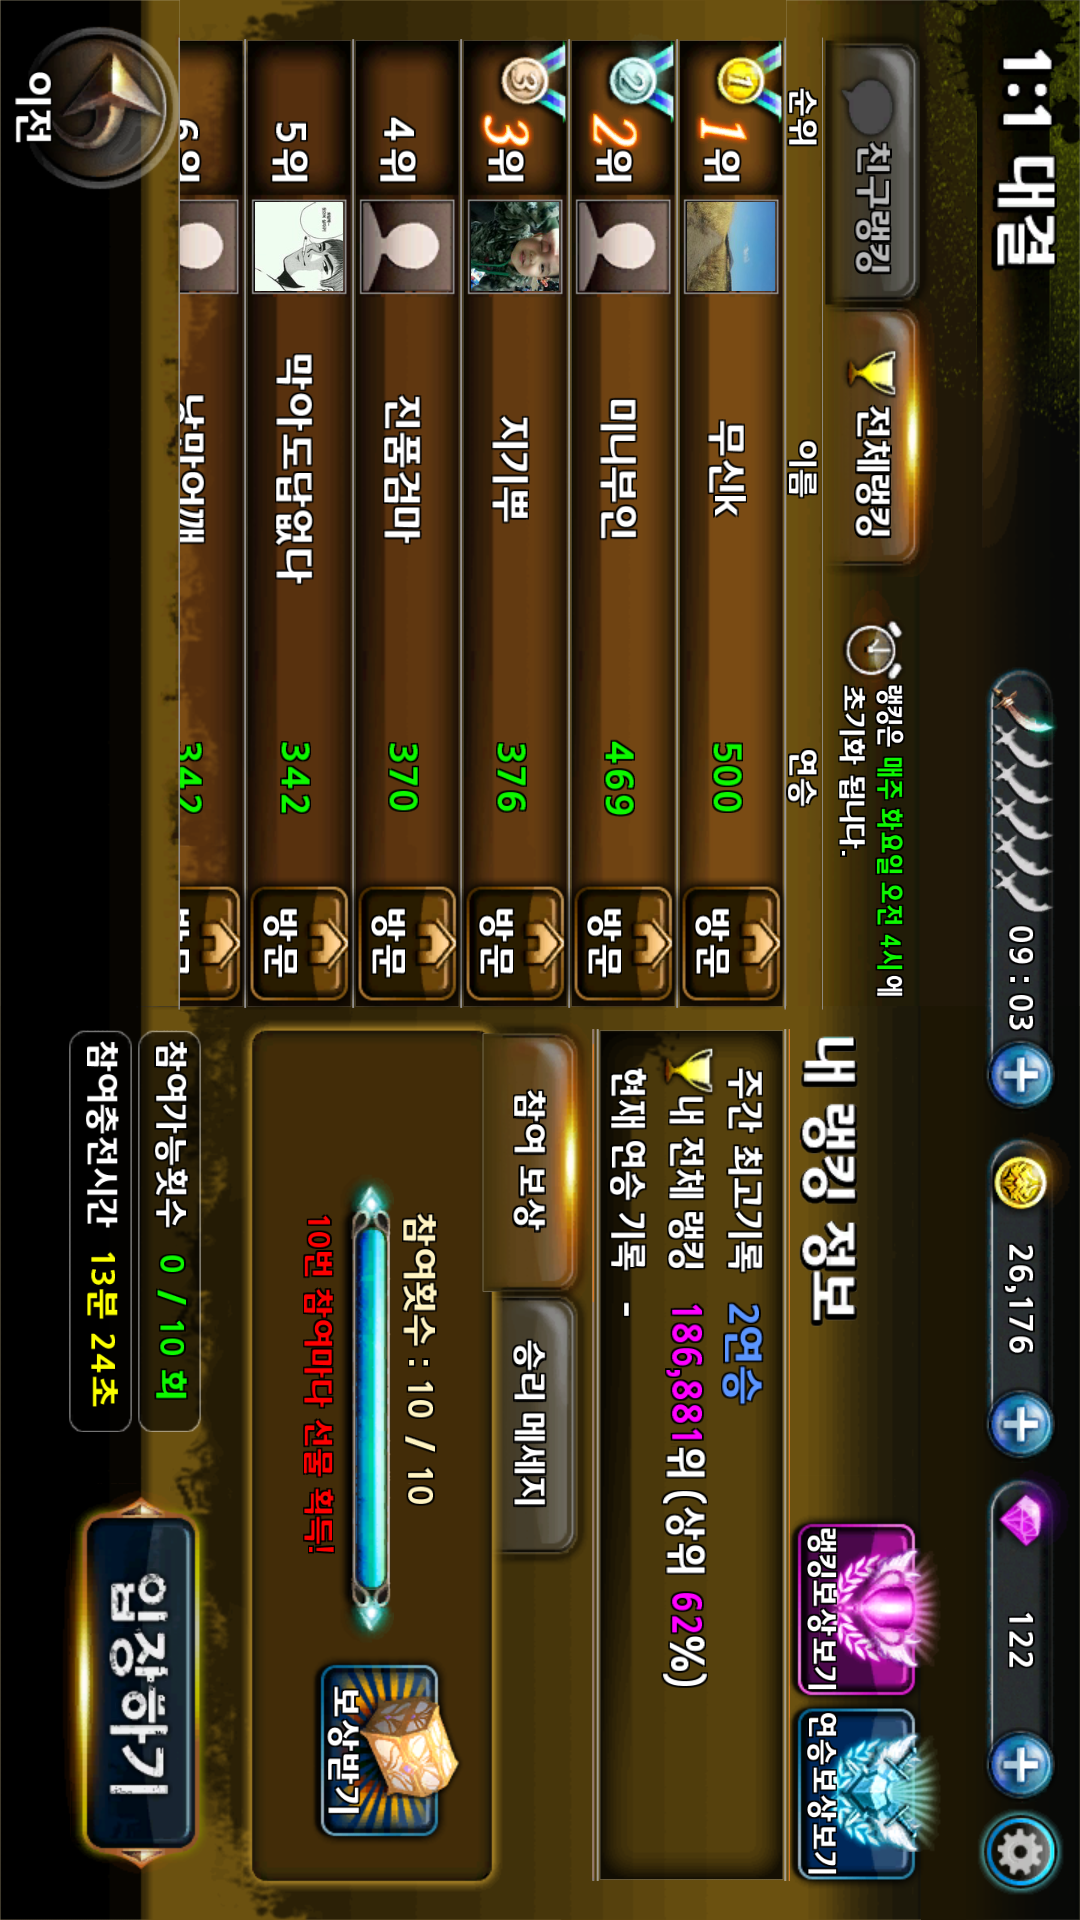 1:1 대결
09:03
26,176
122
친구랭킹
전체랭킹
랭킹은 매주 화요일 오전 4시에
초기화 됩니다.
순위 이름 연승
1위 무신k 500 방문
2위 미니부인 469 방문
3위 지기뿌 376 방문
4위 진풍검마 370 방문
5위 막아도답없다 342 방문
6위 낭만어깨 342 방문
이전
내 랭킹 정보
랭킹보상보기
연승보상보기
주간 최고기록 2연승
내 전체 랭킹 186,881위 (상위 62%)
현재 연승 기록 -
참여 보상
승리 메세지
참여횟수 : 10 / 10
10번 참여마다 선물 획득!
보상받기
참여가능횟수 0 / 10 회
참여충전시간 13분 24초
입장하기